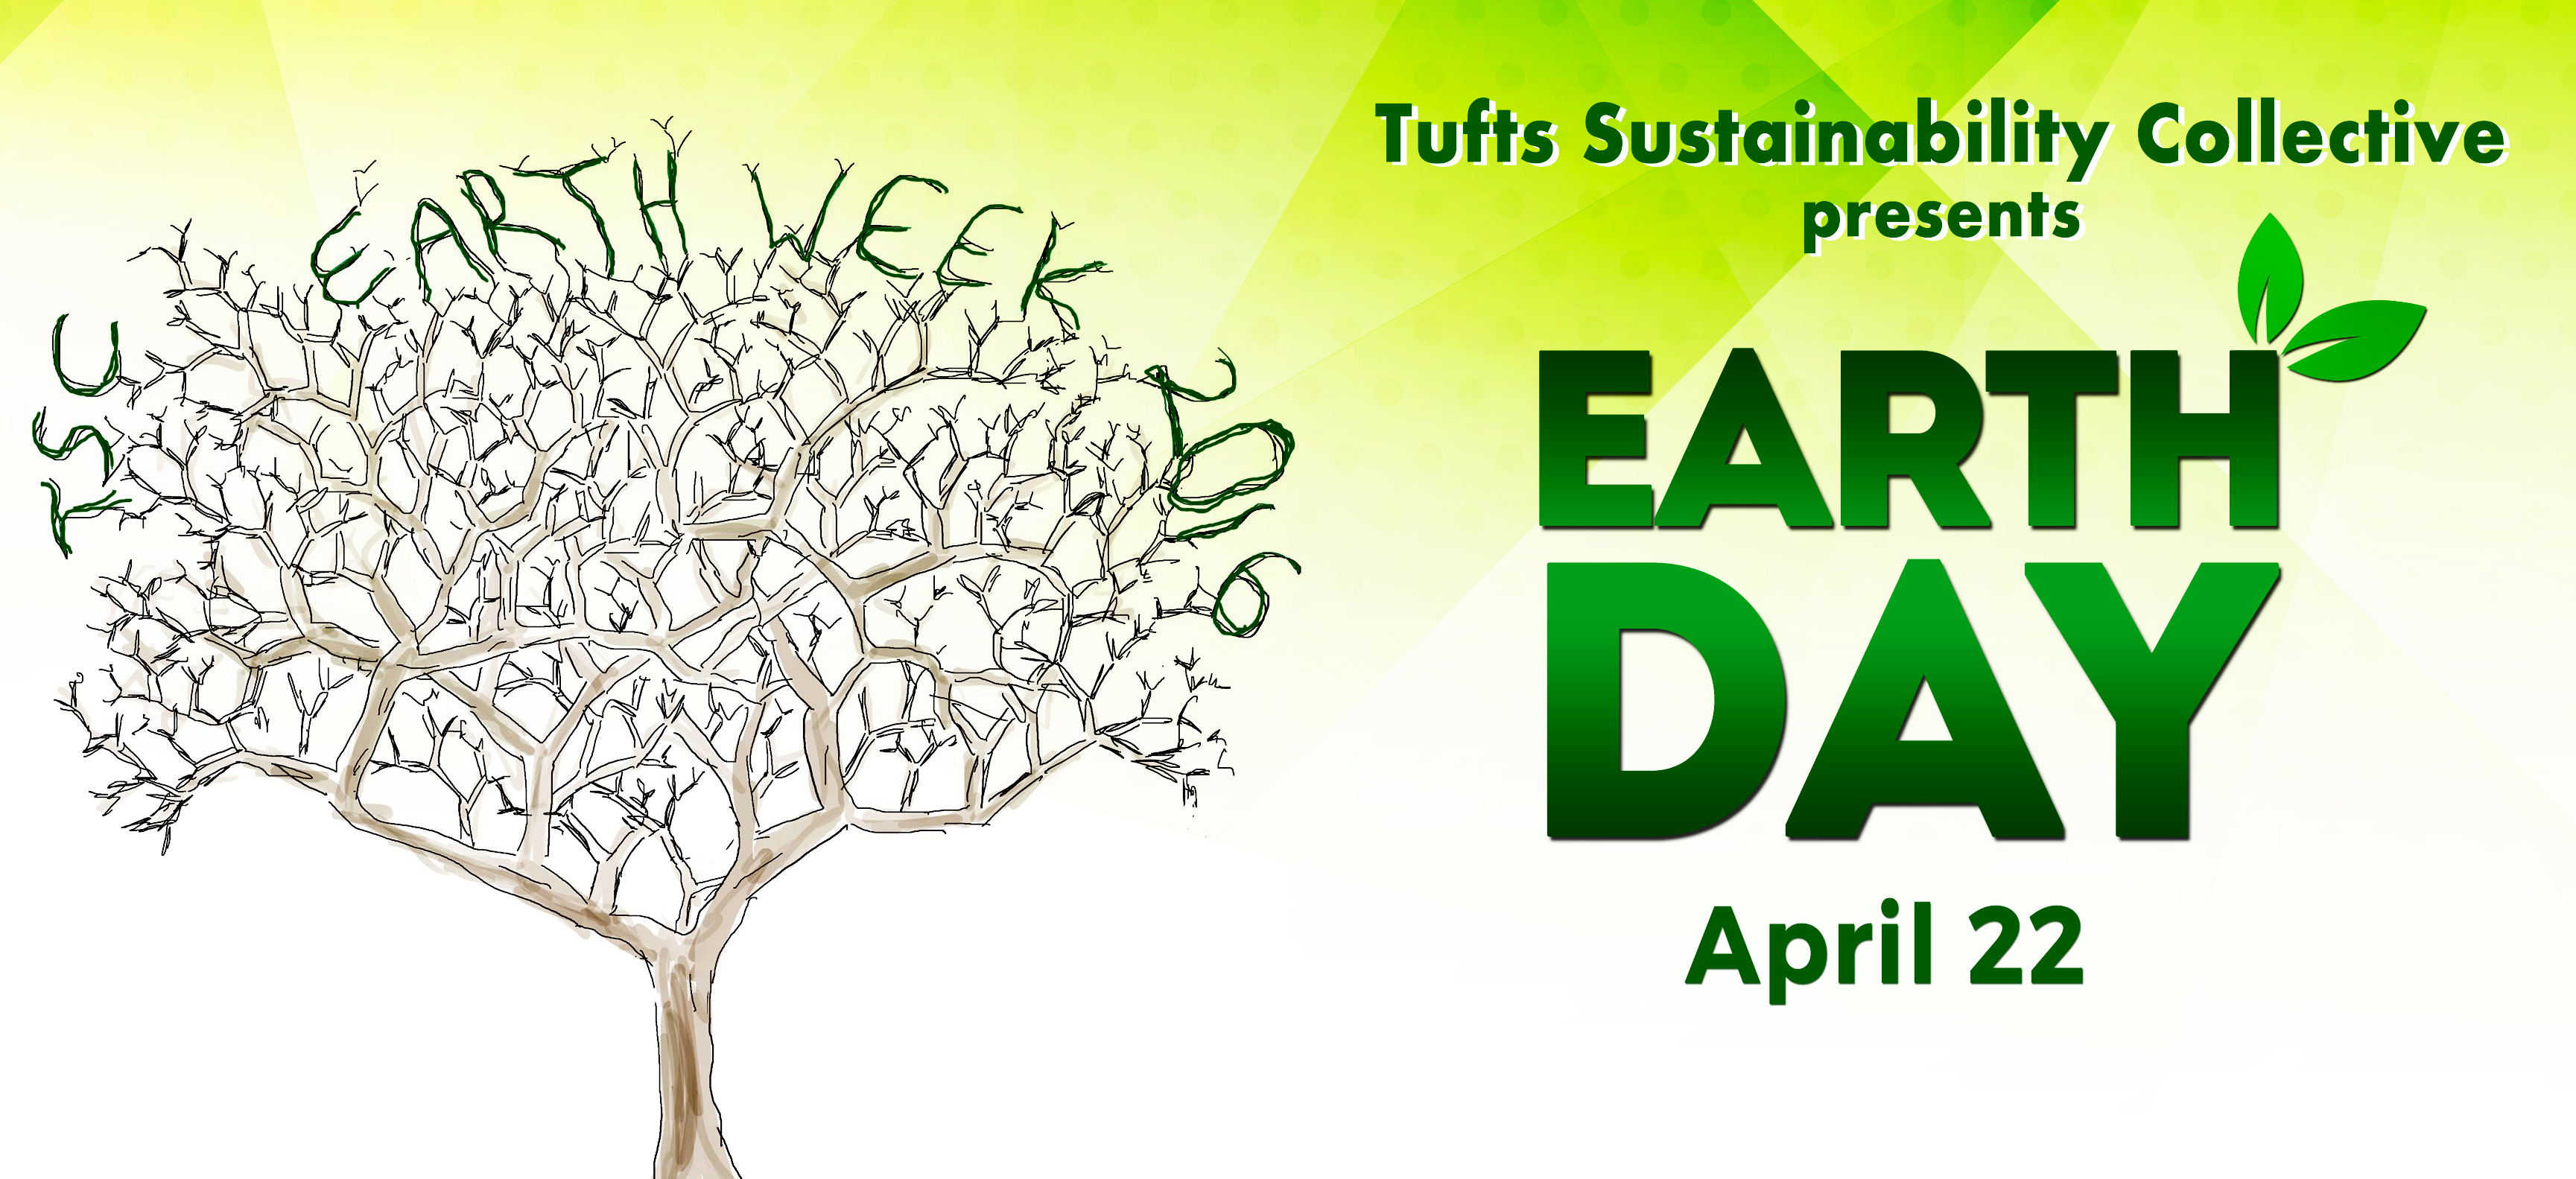 TSC
EARTH WEEK
2016
Tufts Sustainability Collective
presents
EARTH
DAY
April 22